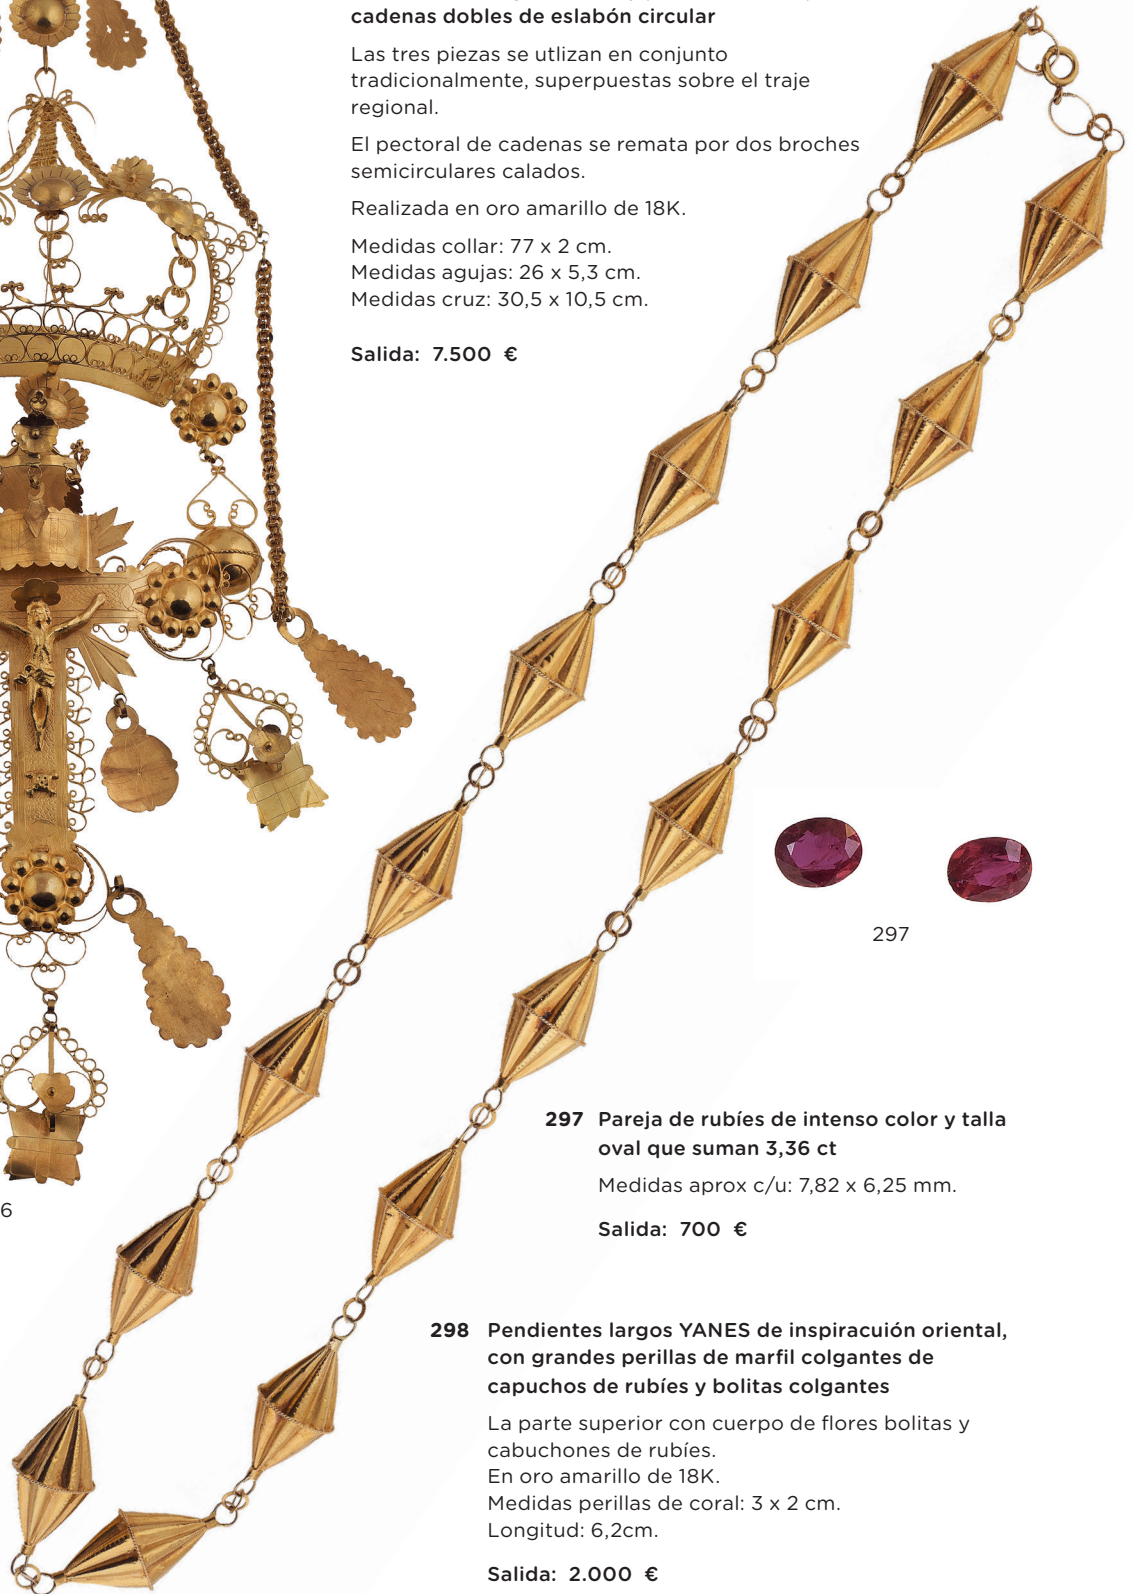 cadenas dobles de eslabón circular
Las tres piezas se utlizan en conjunto
tradicionalmente, superpuestas sobre el traje
regional.
El pectoral de cadenas se remata por dos broches
semicirculares calados.
Realizada en oro amarillo de 18K.
Medidas collar: 77 x 2 cm.
Medidas agujas: 26 x 5,3 cm.
Medidas cruz: 30,5 x 10,5 cm.
Salida: 7.500 €
297
297 Pareja de rubíes de intenso color y talla
oval que suman 3,36 ct
Medidas aprox c/u: 7,82 x 6,25 mm.
Salida: 700 €
6
298 Pendientes largos YANES de inspiracuión oriental,
con grandes perillas de marfil colgantes de
capuchos de rubíes y bolitas colgantes
La parte superior con cuerpo de flores bolitas y
cabuchones de rubíes.
En oro amarillo de 18K.
Medidas perillas de coral: 3 x 2 cm.
Longitud: 6,2cm.
Salida: 2.000 €